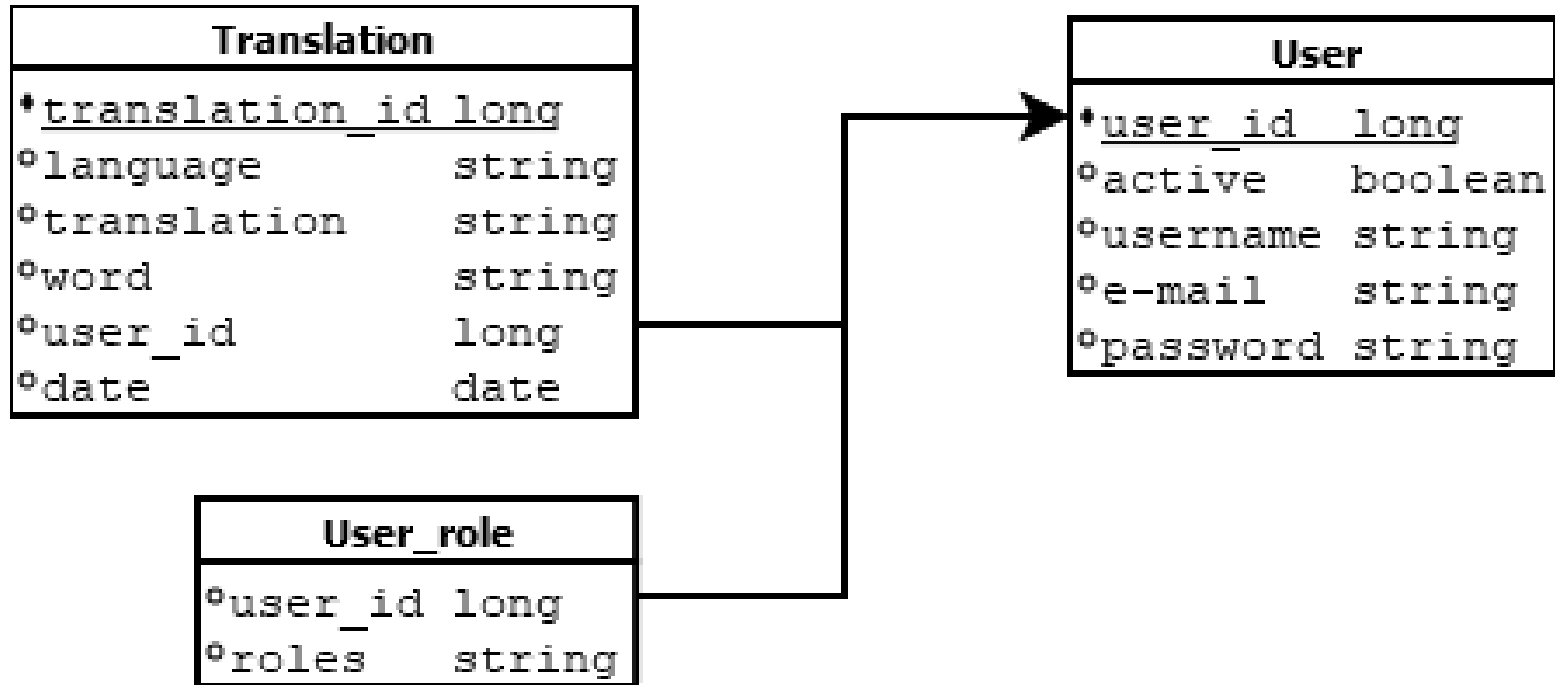 Translation
translation_id long
language string
translation string
word string
user_id long
date date
User
user_id long
active boolean
username string
e-mail string
password string
User_role
user_id long
roles string